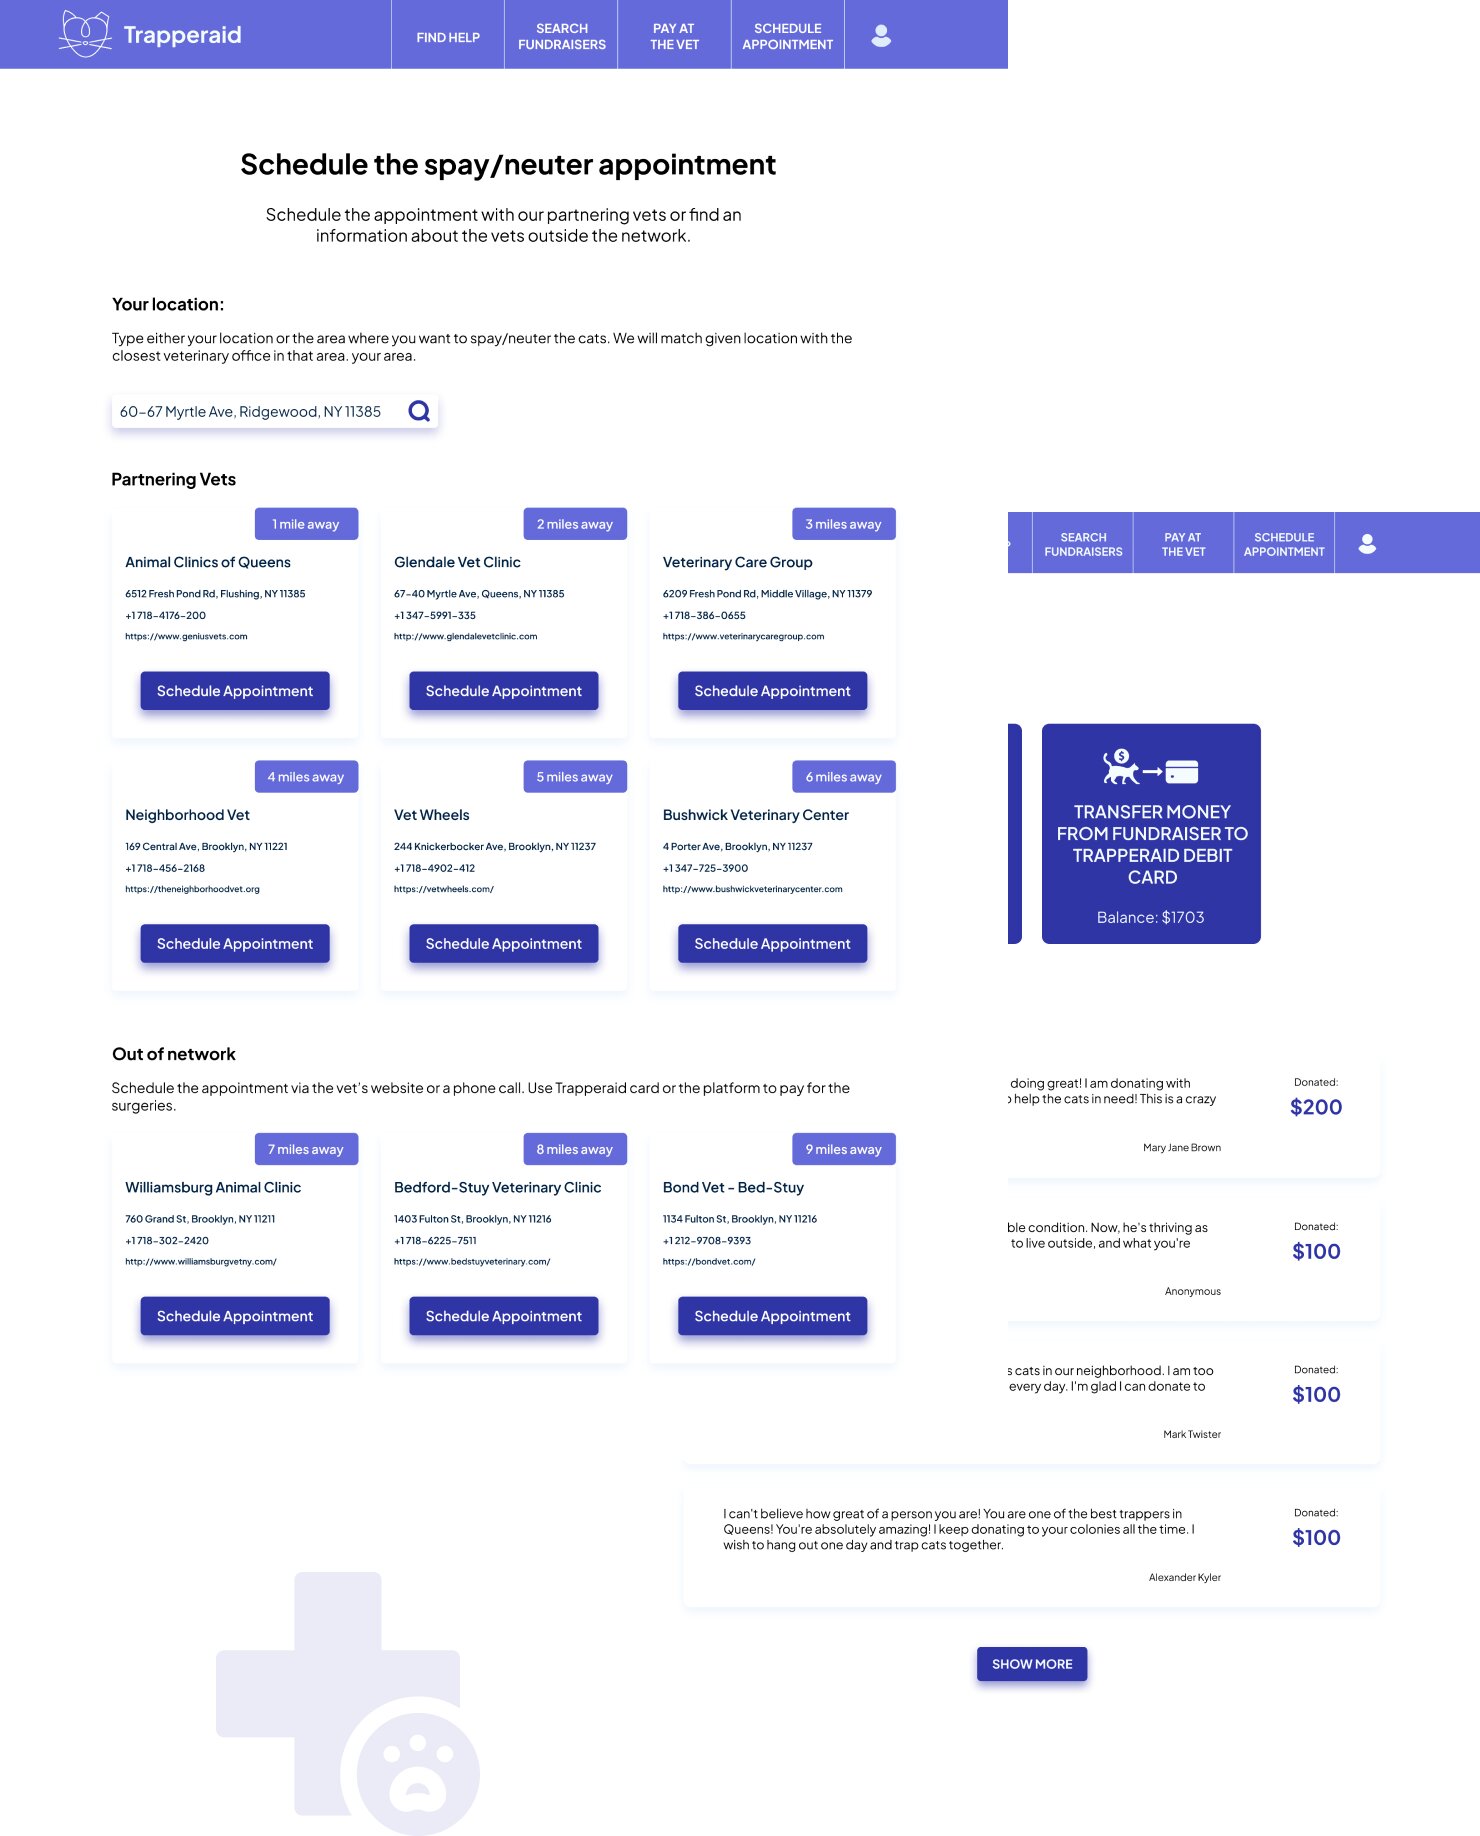 Trapperaid
FIND HELP
SEARCH
FUNDRAISERS
PAY AT
THE VET
SCHEDULE
APPOINTMENT
Schedule the spay/neuter appointment
Schedule the appointment with our partnering vets or find an
information about the vets outside the network.
Your location:
Type either your location or the area where you want to spay/neuter the cats. We will match given location with the
closest veterinary office in that area. your area.
60-67 Myrtle Ave, Ridgewood, NY 11385
Partnering Vets
1 mile away
Animal Clinics of Queens
6512 Fresh Pond Rd, Flushing, NY 11385
+1 718-4176-200
https://www.geniusvets.com
Schedule Appointment
2 miles away
Glendale Vet Clinic
67-40 Myrtle Ave, Queens, NY 11385
+1 347-5991-335
http://www.glendalevetclinic.com
Schedule Appointment
3 miles away
Veterinary Care Group
6209 Fresh Pond Rd, Middle Village, NY 11379
+1 718-386-0655
https://www.veterinarycaregroup.com
Schedule Appointment
4 miles away
Neighborhood Vet
169 Central Ave, Brooklyn, NY 11221
+1 718-456-2168
https://theneighborhoodvet.org
Schedule Appointment
5 miles away
Vet Wheels
244 Knickerbocker Ave, Brooklyn, NY 11237
+1 718-4902-412
https://vetwheels.com/
Schedule Appointment
6 miles away
Bushwick Veterinary Center
4 Porter Ave, Brooklyn, NY 11237
+1 347-725-3900
http://www.bushwickveterinarycenter.com
Schedule Appointment
Out of network
Schedule the appointment via the vet's website or a phone call. Use Trapperaid card or the platform to pay for the
surgeries.
7 miles away
Williamsburg Animal Clinic
760 Grand St, Brooklyn, NY 11211
+1 718-302-2420
http://www.williamsburgvetny.com/
Schedule Appointment
8 miles away
Bedford-Stuy Veterinary Clinic
1403 Fulton St, Brooklyn, NY 11216
+1 718-6225-7511
https://www.bedstuyveterinary.com/
Schedule Appointment
9 miles away
Bond Vet - Bed-Stuy
1134 Fulton St, Brooklyn, NY 11216
+1 212-9708-9393
https://bondvet.com/
Schedule Appointment
SEARCH
FUNDRAISERS
PAY AT
THE VET
SCHEDULE
APPOINTMENT
TRANSFER MONEY
FROM FUNDRAISER TO
TRAPPERAID DEBIT
CARD
Balance: $1703
doing great! I am donating with
help the cats in need! This is a crazy
Mary Jane Brown
Donated:
$200
ble condition. Now, he's thriving as
to live outside, and what you're
Anonymous
Donated:
$100
cats in our neighborhood. I am too
every day. I'm glad I can donate to
Mark Twister
Donated:
$100
I can't believe how great of a person you are! You are one of the best trappers in
Queens! You're absolutely amazing! I keep donating to your colonies all the time. I
wish to hang out one day and trap cats together.
Alexander Kyler
Donated:
$100
SHOW MORE